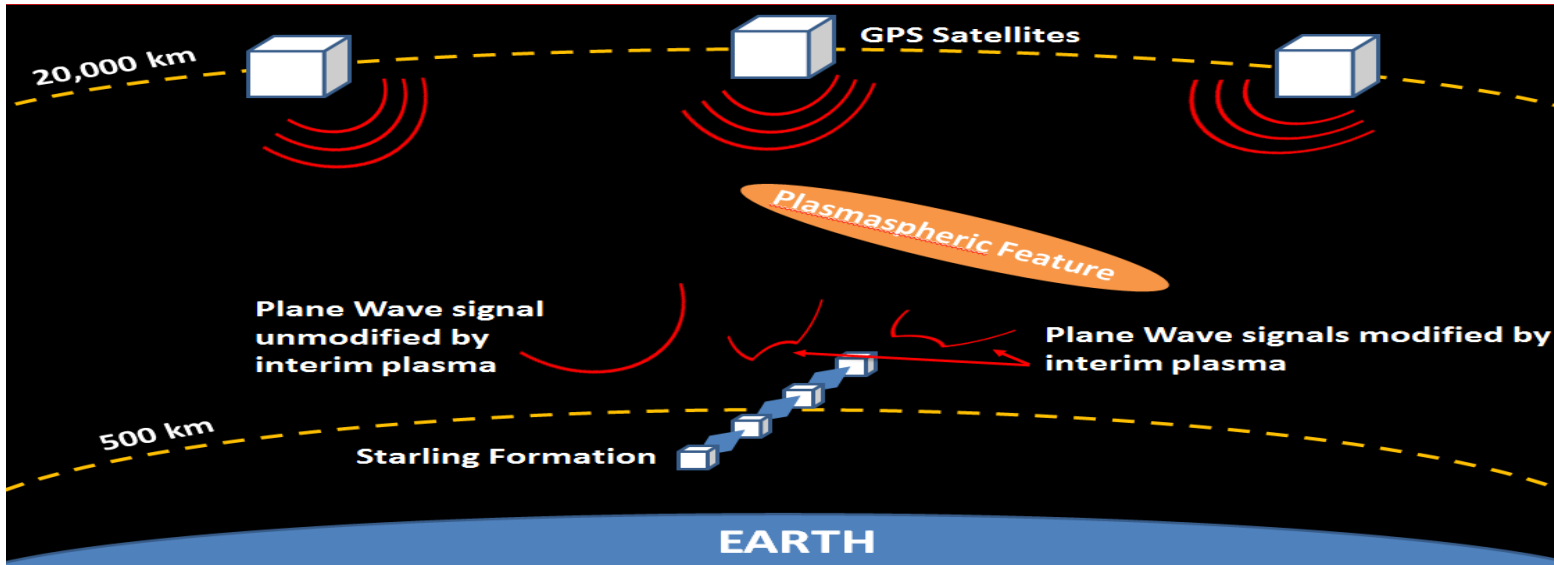 20,000 km
GPS Satellites
Plasmaspheric Feature
Plane Wave signal
unmodified by
interim plasma
Plane Wave signals modified by
interim plasma
500 km
Starling Formation
EARTH